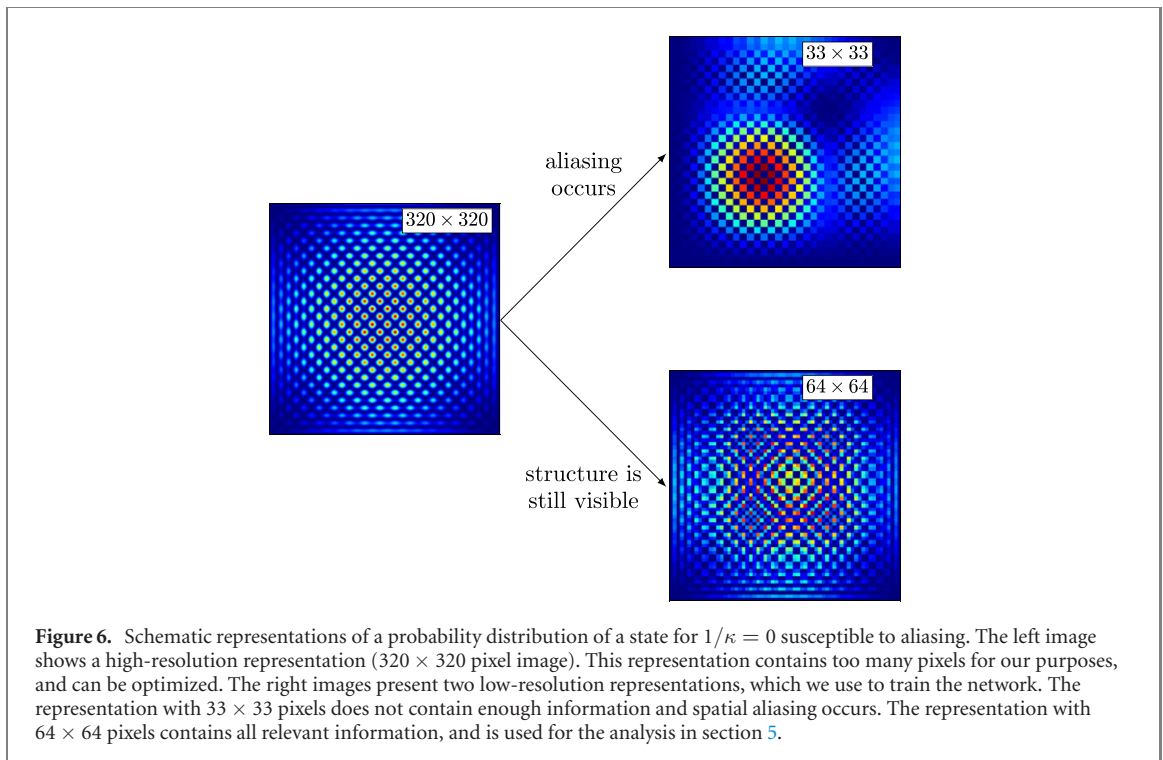 33 × 33
aliasing
occurs
320 × 320
64 × 64
structure is
still visible
Figure 6. Schematic representations of a probability distribution of a state for 1/κ = 0 susceptible to aliasing. The left image
shows a high-resolution representation (320 × 320 pixel image). This representation contains too many pixels for our purposes,
and can be optimized. The right images present two low-resolution representations, which we use to train the network. The
representation with 33 × 33 pixels does not contain enough information and spatial aliasing occurs. The representation with
64 × 64 pixels contains all relevant information, and is used for the analysis in section 5.